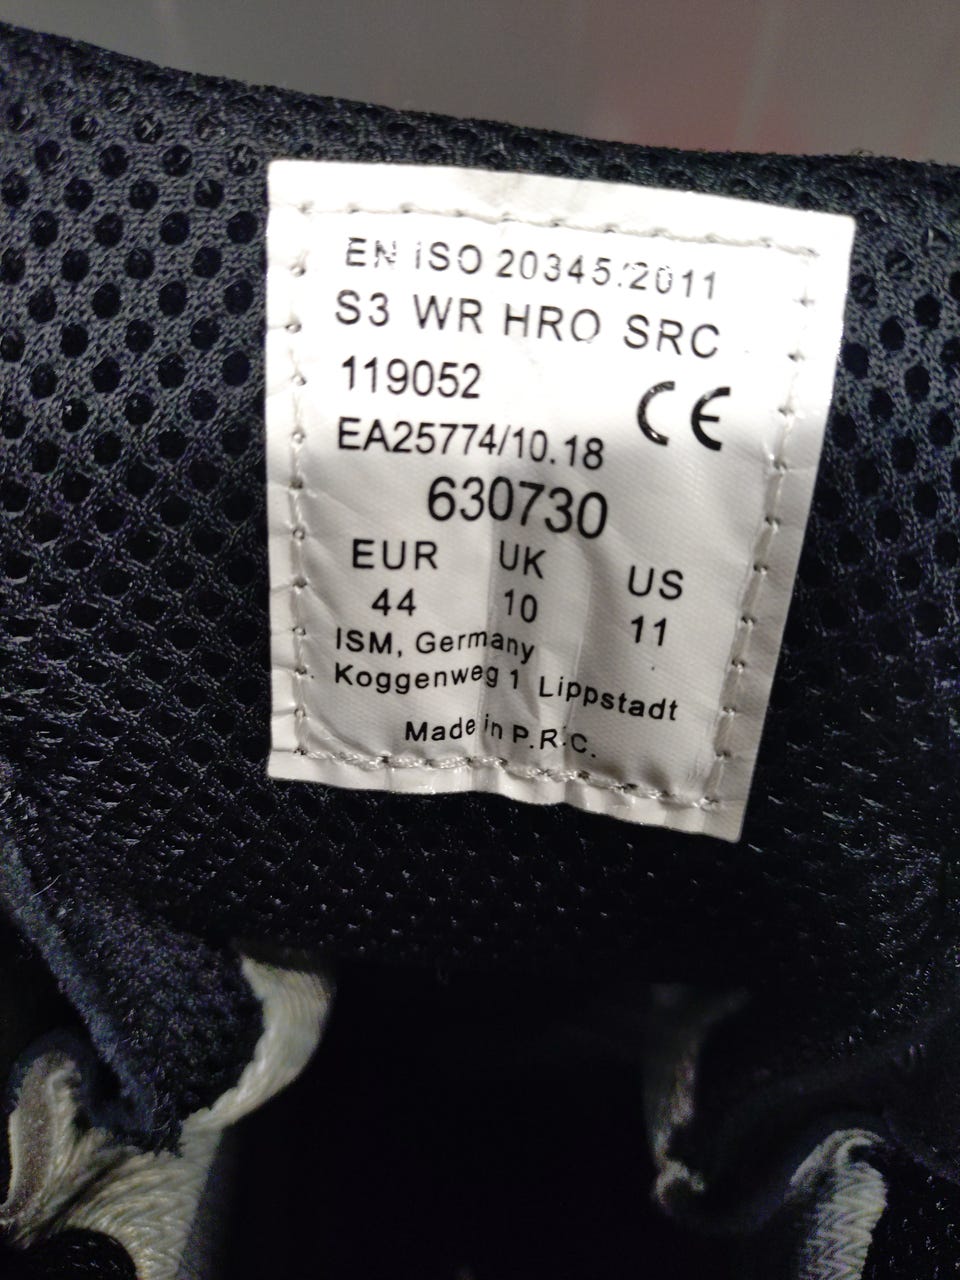 EN ISO 20345:2011
S3 WR HRO SRC
119052
CE
EA25774/10.18
630730
EUR UK US
44 10 11
ISM, Germany
Koggenweg 1 Lippstadt
Made in P.R.C.